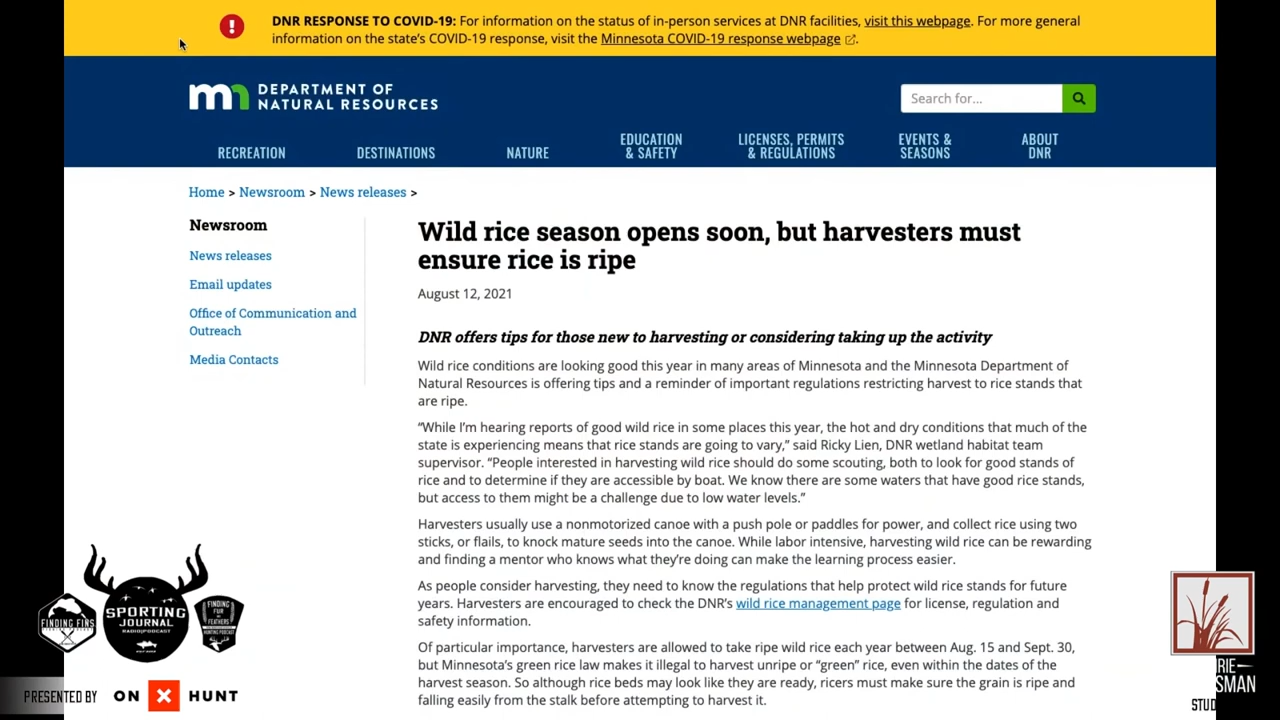 DNR RESPONSE TO COVID-19: For information on the status of in-person services at DNR facilities, visit this webpage. For more general
information on the state's COVID-19 response, visit the Minnesota COVID-19 response webpage.
mn DEPARTMENT OF
NATURAL RESOURCES
Search for...
RECREATION
DESTINATIONS
NATURE
EDUCATION
& SAFETY
LICENSES, PERMITS
& REGULATIONS
EVENTS &
SEASONS
ABOUT
DNR
Home > Newsroom > News releases >
Newsroom
News releases
Email updates
Office of Communication and
Outreach
Media Contacts
Wild rice season opens soon, but harvesters must
ensure rice is ripe
August 12, 2021
DNR offers tips for those new to harvesting or considering taking up the activity
Wild rice conditions are looking good this year in many areas of Minnesota and the Minnesota Department of
Natural Resources is offering tips and a reminder of important regulations restricting harvest to rice stands that
are ripe.
“While I'm hearing reports of good wild rice in some places this year, the hot and dry conditions that much of the
state is experiencing means that rice stands are going to vary,” said Ricky Lien, DNR wetland habitat team
supervisor. “People interested in harvesting wild rice should do some scouting, both to look for good stands of
rice and to determine if they are accessible by boat. We know there are some waters that have good rice stands,
but access to them might be a challenge due to low water levels.”
Harvesters usually use a nonmotorized canoe with a push pole or paddles for power, and collect rice using two
sticks, or flails, to knock mature seeds into the canoe. While labor intensive, harvesting wild rice can be rewarding
and finding a mentor who knows what they're doing can make the learning process easier.
As people consider harvesting, they need to know the regulations that help protect wild rice stands for future
years. Harvesters are encouraged to check the DNR's wild rice management page for license, regulation and
safety information.
Of particular importance, harvesters are allowed to take ripe wild rice each year between Aug. 15 and Sept. 30,
but Minnesota's green rice law makes it illegal to harvest unripe or “green” rice, even within the dates of the
harvest season. So although rice beds may look like they are ready, ricers must make sure the grain is ripe and
falling easily from the stalk before attempting to harvest it.
FINDING FINS
SPORTING
JOURNAL
RADIO|PODCAST
FINDING
FUR
FEATHERS
HUNTING PODCAST
PRESENTED BY
ON X HUNT
RIE
SMAN
STUD